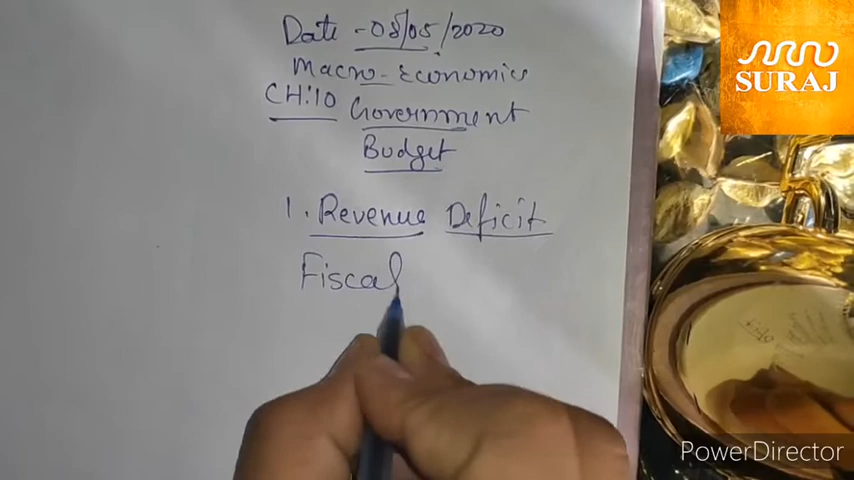 Date - 08/05/2020
Macro - Economics
CH:10 Government
Budget
1. Revenue Deficit
Fiscal
SURAJ
PowerDirector